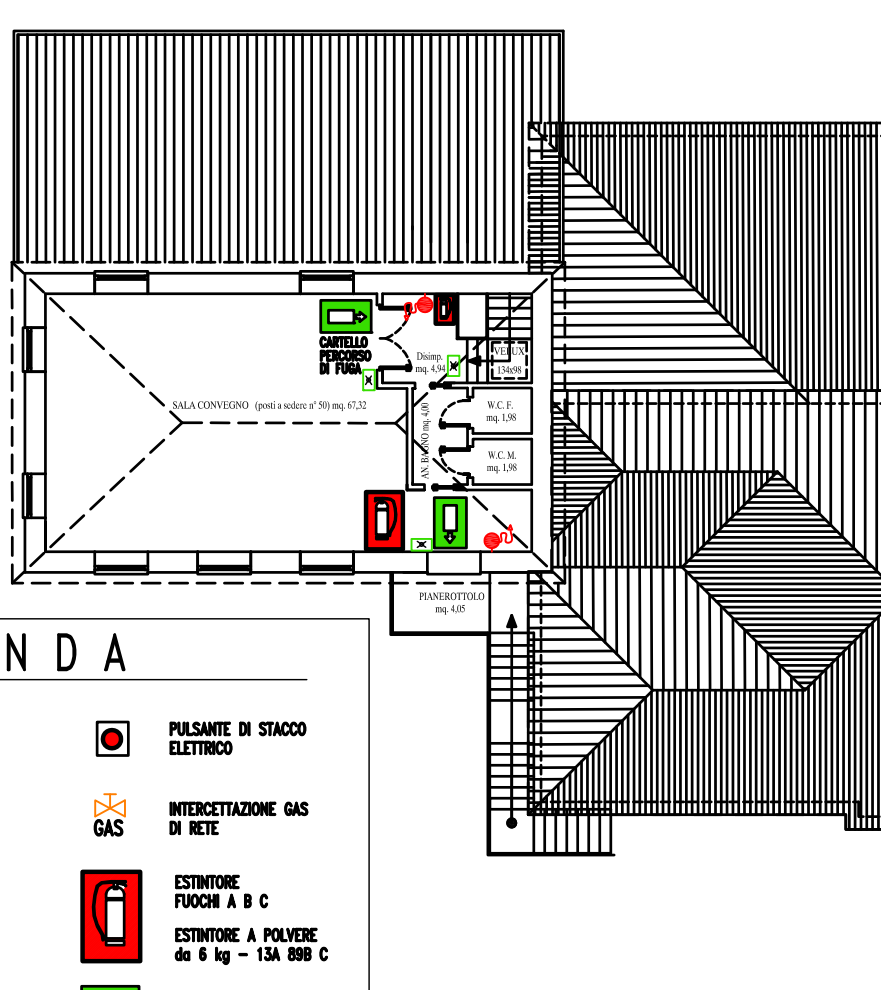 CARTELLO
PERCORSO
DI FUGA
Disimp.
mq. 4,94
VELUX
134x98
SALA CONVEGNO (posti a sedere n° 50) mq. 67,32
AN. BAGNO mq. 4,00
W.C. F.
mq. 1,98
W.C. M.
mq. 1,98
PIANEROTTOLO
mq. 4,05
N D A
PULSANTE DI STACCO
ELETTRICO
GAS
INTERCETTAZIONE GAS
DI RETE
ESTINTORE
FUOCHI A B C
ESTINTORE A POLVERE
da 6 kg - 13A 89B C